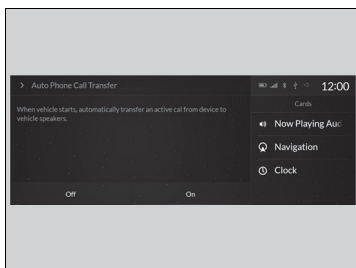 > Auto Phone Call Transfer
12:00
When vehicle starts, automatically transfer an active cal from device to
vehicle speakers.
Off
On
Cards
Now Playing Aud
Navigation
Clock